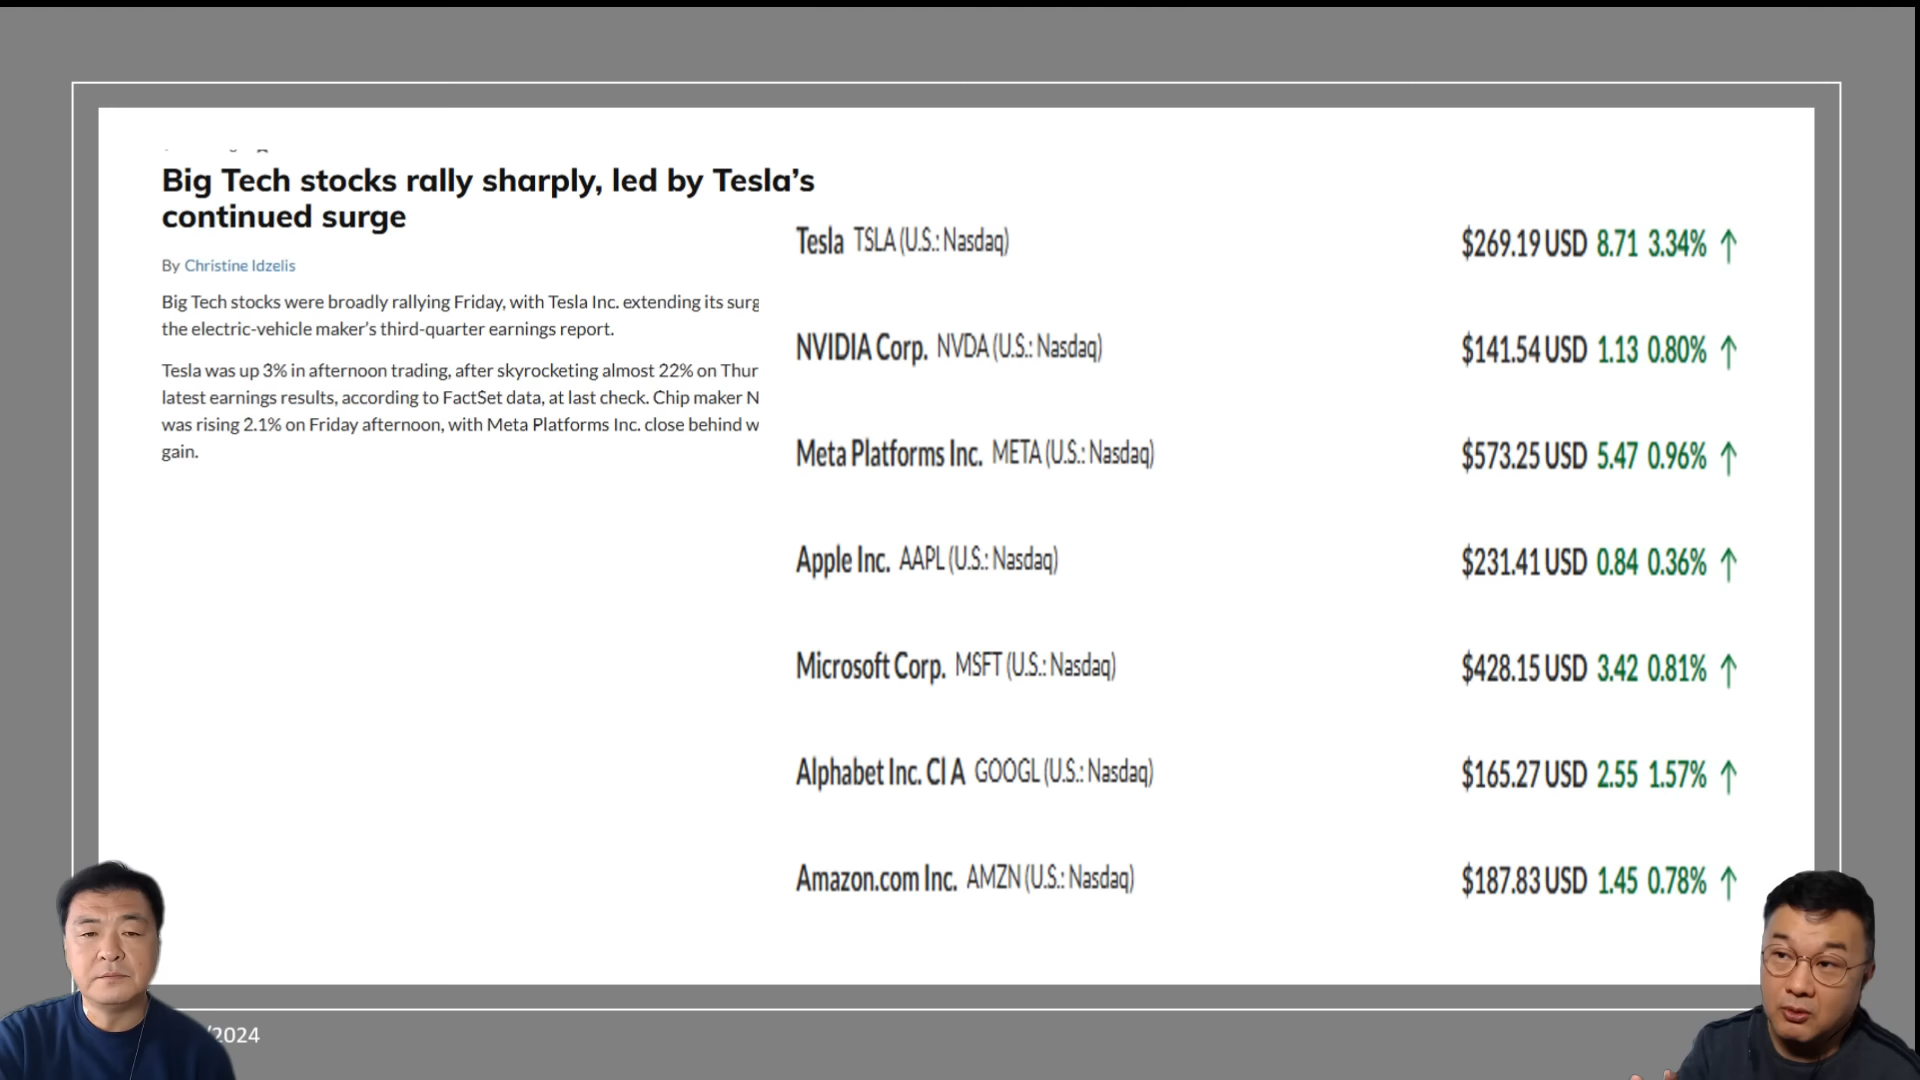 Big Tech stocks rally sharply, led by Tesla’s
continued surge
By Christine Idzelis
Big Tech stocks were broadly rallying Friday, with Tesla Inc. extending its surg
the electric-vehicle maker’s third-quarter earnings report.
Tesla was up 3% in afternoon trading, after skyrocketing almost 22% on Thur
latest earnings results, according to FactSet data, at last check. Chip maker N
was rising 2.1% on Friday afternoon, with Meta Platforms Inc. close behind w
gain.
Tesla TSLA (U.S.: Nasdaq) $269.19 USD 8.71 3.34% ↑
NVIDIA Corp. NVDA (U.S.: Nasdaq) $141.54 USD 1.13 0.80% ↑
Meta Platforms Inc. META (U.S.: Nasdaq) $573.25 USD 5.47 0.96% ↑
Apple Inc. AAPL (U.S.: Nasdaq) $231.41 USD 0.84 0.36% ↑
Microsoft Corp. MSFT (U.S.: Nasdaq) $428.15 USD 3.42 0.81% ↑
Alphabet Inc. Cl A GOOGL (U.S.: Nasdaq) $165.27 USD 2.55 1.57% ↑
Amazon.com Inc. AMZN (U.S.: Nasdaq) $187.83 USD 1.45 0.78% ↑
/2024